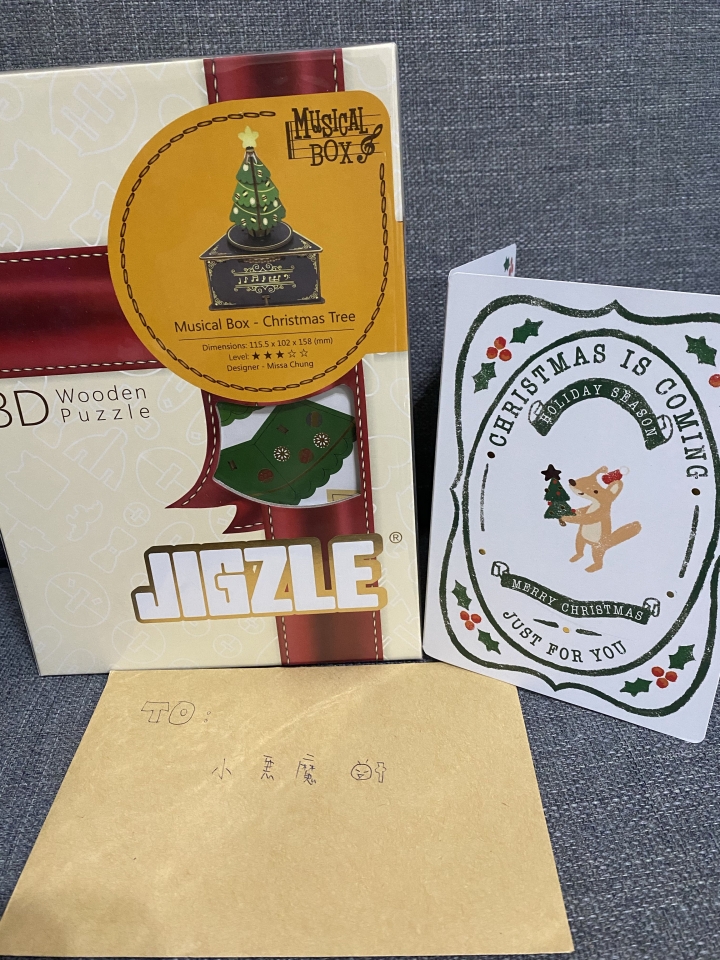 MUSICAL
BOX
Musical Box - Christmas Tree
Dimensions: 115.5 x 102 x 158 (mm)
Level: ★★★☆☆
Designer - Missa Chung
3D Wooden
Puzzle
JIGZLE®
CHRISTMAS IS COMING
HOLIDAY SEASON
MERRY CHRISTMAS
JUST FOR YOU
TO:
小 悪 魔